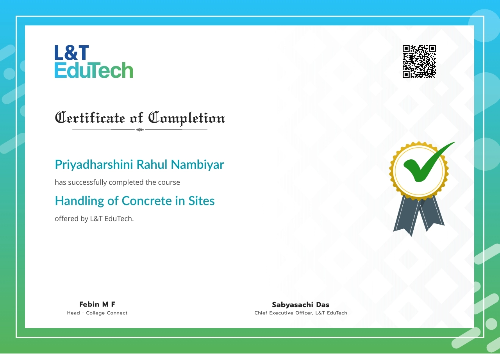 L&T
EduTech
Certificate of Completion
Priyadharshini Rahul Nambiyar
has successfully completed the course
Handling of Concrete in Sites
offered by L&T EduTech.
Febin M F
Head - College Connect
Sabyasachi Das
Chief Executive Officer, L&T EduTech